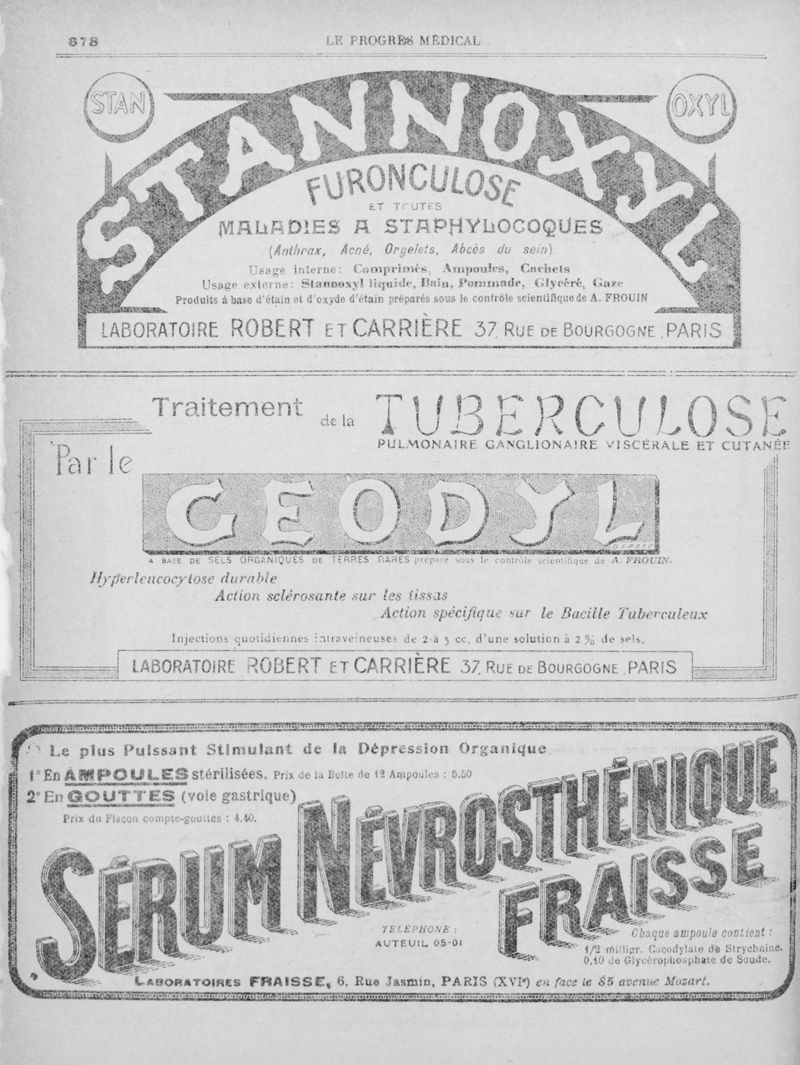 878
LE PROGRÈS MÉDICAL
STAN
OXYL
STANNOXYL
FURONCULOSE
ET TOUTES
MALADIES A STAPHYLOCOQUES
(Anthrax, Acné, Orgelets, Abcès du sein)
Usage interne: Comprimés, Ampoules, Cachets
Usage externe: Stannoxyl liquide, Bain, Pommade, Glycéré, Gaze
Produits à base d'étain et d'oxyde d'étain préparés sous le contrôle scientifique de A. FROUIN
LABORATOIRE ROBERT ET CARRIÈRE 37, RUE DE BOURGOGNE, PARIS
Traitement de la TUBERCULOSE
PULMONAIRE GANGLIONAIRE VISCÉRALE ET CUTANÉE
Par le
GEODYL
A BASE DE SELS ORGANIQUES DE TERRES RARES préparé sous le contrôle scientifique de A. FROUIN.
Hyperleucocytose durable
Action sclérosante sur les tissas
Action spécifique sur le Bacille Tuberculeux
Injections quotidiennes intraveineuses de 2 à 5 cc. d'une solution à 2 % de sels.
LABORATOIRE ROBERT ET CARRIÈRE 37, RUE DE BOURGOGNE, PARIS
Le plus Puissant Stimulant de la Dépression Organique
1° En AMPOULES stérilisées. Prix de la Boîte de 12 Ampoules : 5.50
2° En GOUTTES (voie gastrique)
Prix du Flacon compte-gouttes : 4.40.
SÉRUM NÉVROSTHÉNIQUE
FRAISSE
TÉLÉPHONE :
AUTEUIL 05-01
Chaque ampoule contient :
1/2 milligr. Cacodylate de Strychnine.
0,10 de Glycérophosphate de Soude.
LABORATOIRES FRAISSE, 6, Rue Jasmin, PARIS (XVIe) en face le 85 avenue Mozart.